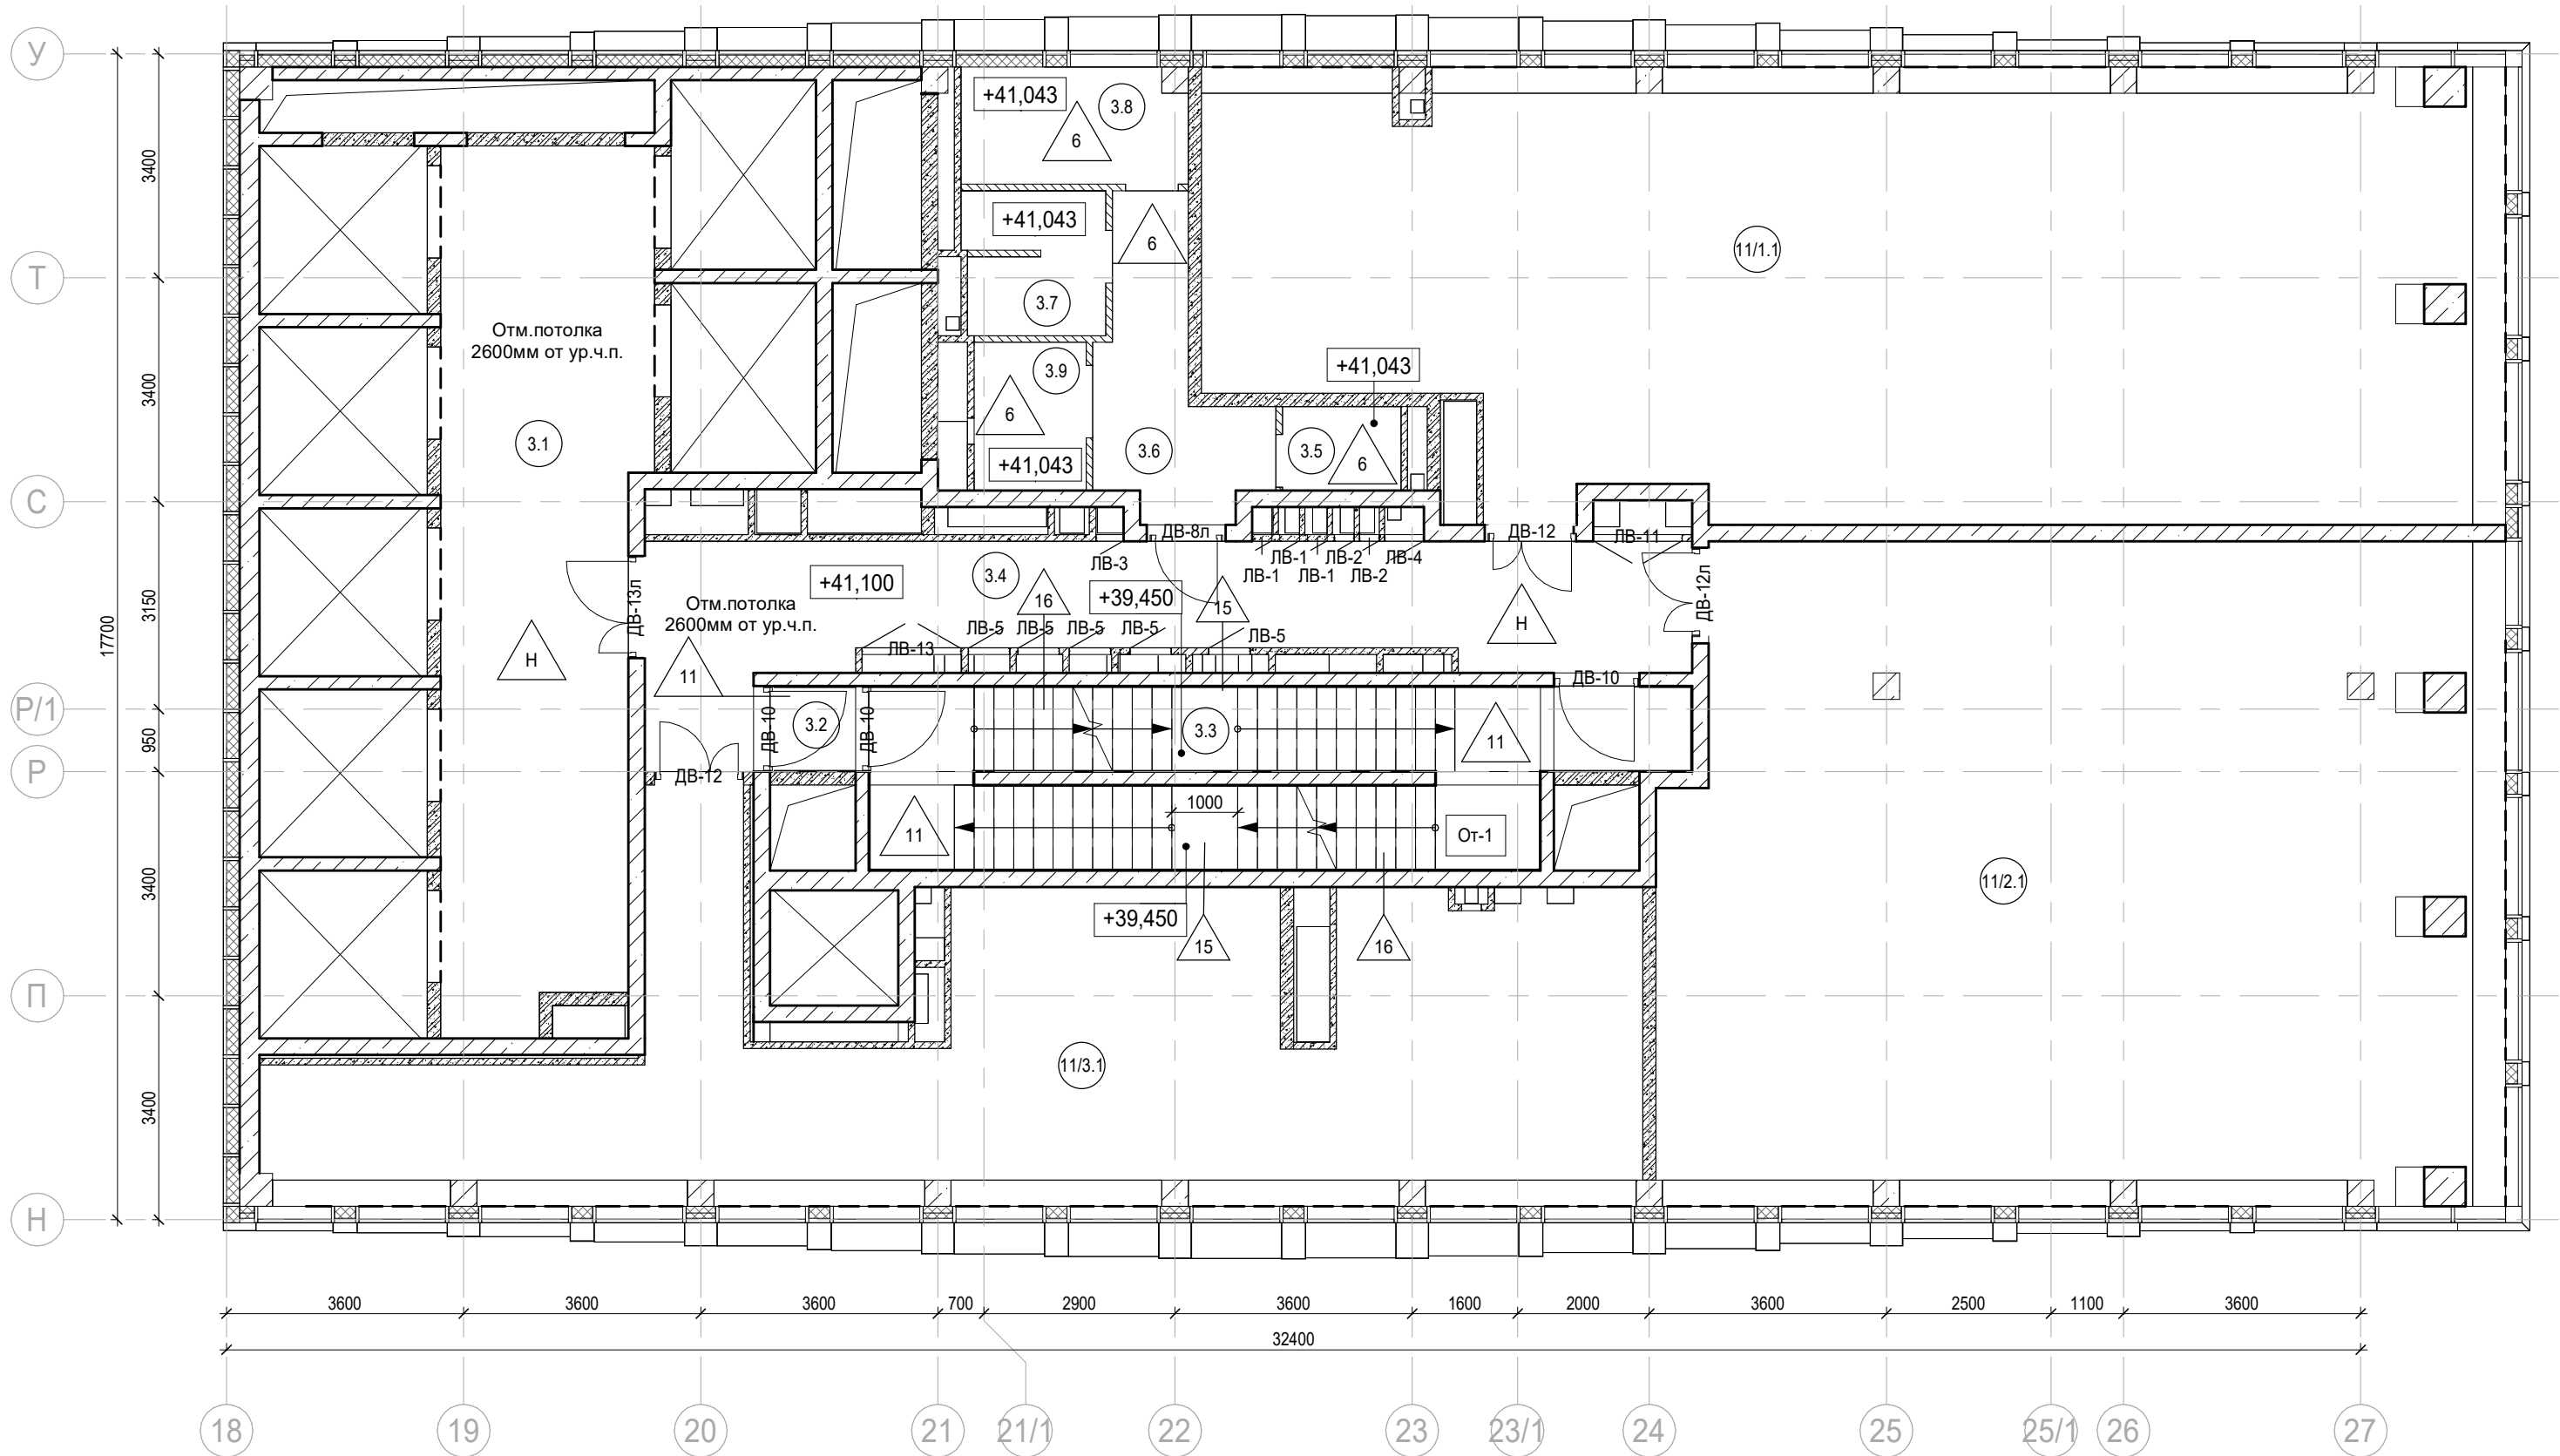 У
+41,043
3.8
6
3400
+41,043
6
11/1.1
Т
3.7
Отм.потолка
2600мм от ур.ч.п.
+41,043
3.9
3400
6
3.1
3.6
3.5
6
+41,043
С
ДВ-8л
ДВ-12
ЛВ-11
ЛВ-3
ЛВ-1
ЛВ-2
ЛВ-4
ЛВ-1
ЛВ-1
ЛВ-2
3.4
+41,100
ДВ-13л
ДВ-12л
+39,450
16
15
3150
Отм.потолка
2600мм от ур.ч.п.
Н
ЛВ-5
ЛВ-5
ЛВ-5
ЛВ-5
ЛВ-5
17700
ЛВ-13
Н
11
ДВ-10
Р/1
3.2
3.3
ДВ-10
ДВ-10
11
950
Р
ДВ-12
1000
11
От-1
3400
11/2.1
+39,450
15
16
П
11/3.1
3400
Н
3600
3600
3600
700
2900
3600
1600
2000
3600
2500
1100
3600
32400
18
19
20
21
21/1
22
23
23/1
24
25
25/1
26
27